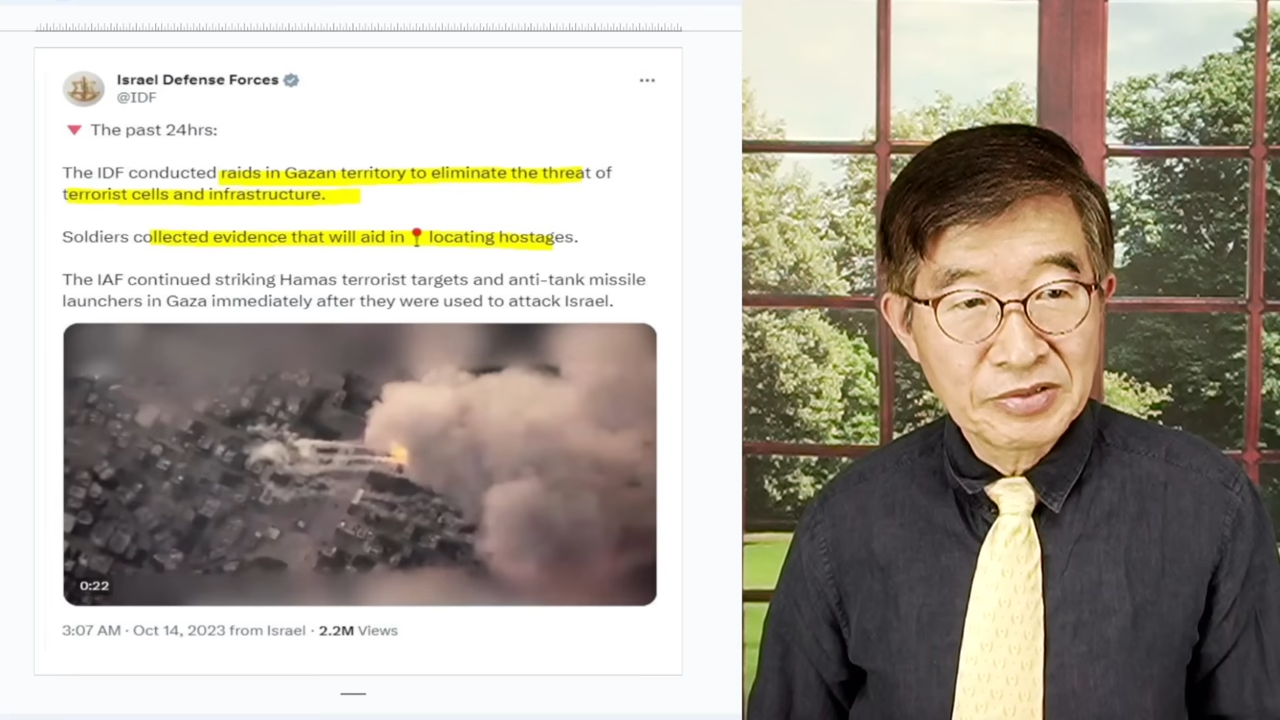 Israel Defense Forces
@IDF
🔻 The past 24hrs:
The IDF conducted raids in Gazan territory to eliminate the threat of
terrorist cells and infrastructure.
Soldiers collected evidence that will aid in 📍 locating hostages.
The IAF continued striking Hamas terrorist targets and anti-tank missile
launchers in Gaza immediately after they were used to attack Israel.
0:22
3:07 AM · Oct 14, 2023 from Israel · 2.2M Views